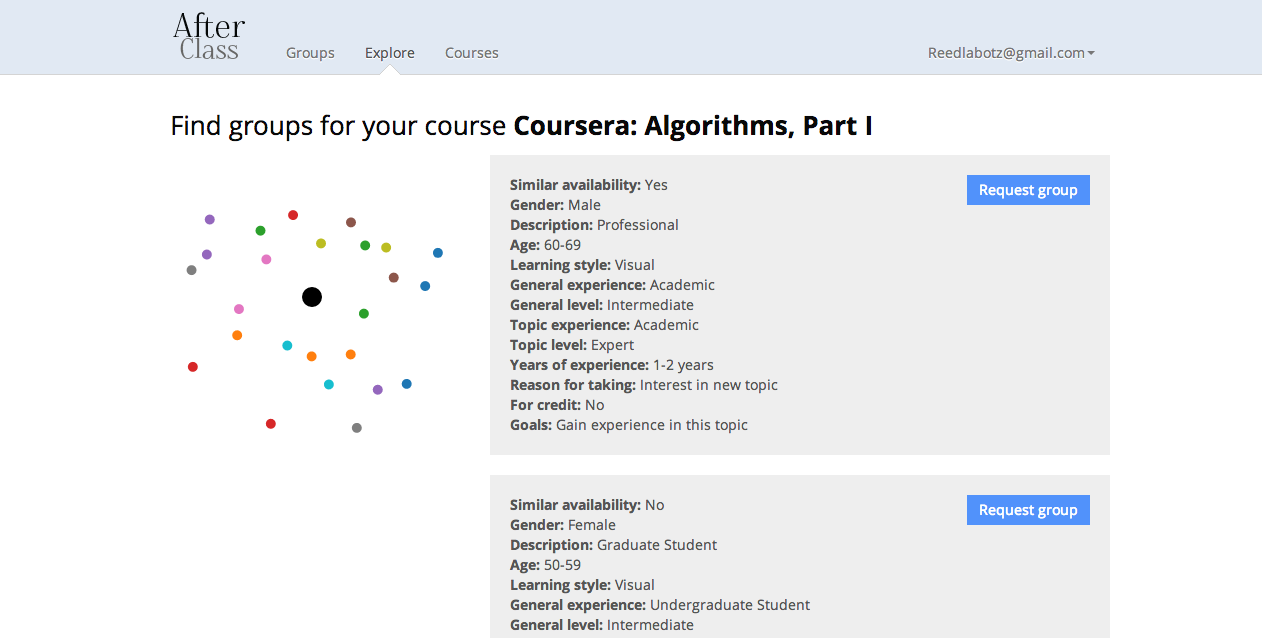 After
Class
Groups Explore Courses Reedlabotz@gmail.com
Find groups for your course Coursera: Algorithms, Part I
Similar availability: Yes
Request group
Gender: Male
Description: Professional
Age: 60-69
Learning style: Visual
General experience: Academic
General level: Intermediate
Topic experience: Academic
Topic level: Expert
Years of experience: 1-2 years
Reason for taking: Interest in new topic
For credit: No
Goals: Gain experience in this topic
Similar availability: No
Request group
Gender: Female
Description: Graduate Student
Age: 50-59
Learning style: Visual
General experience: Undergraduate Student
General level: Intermediate